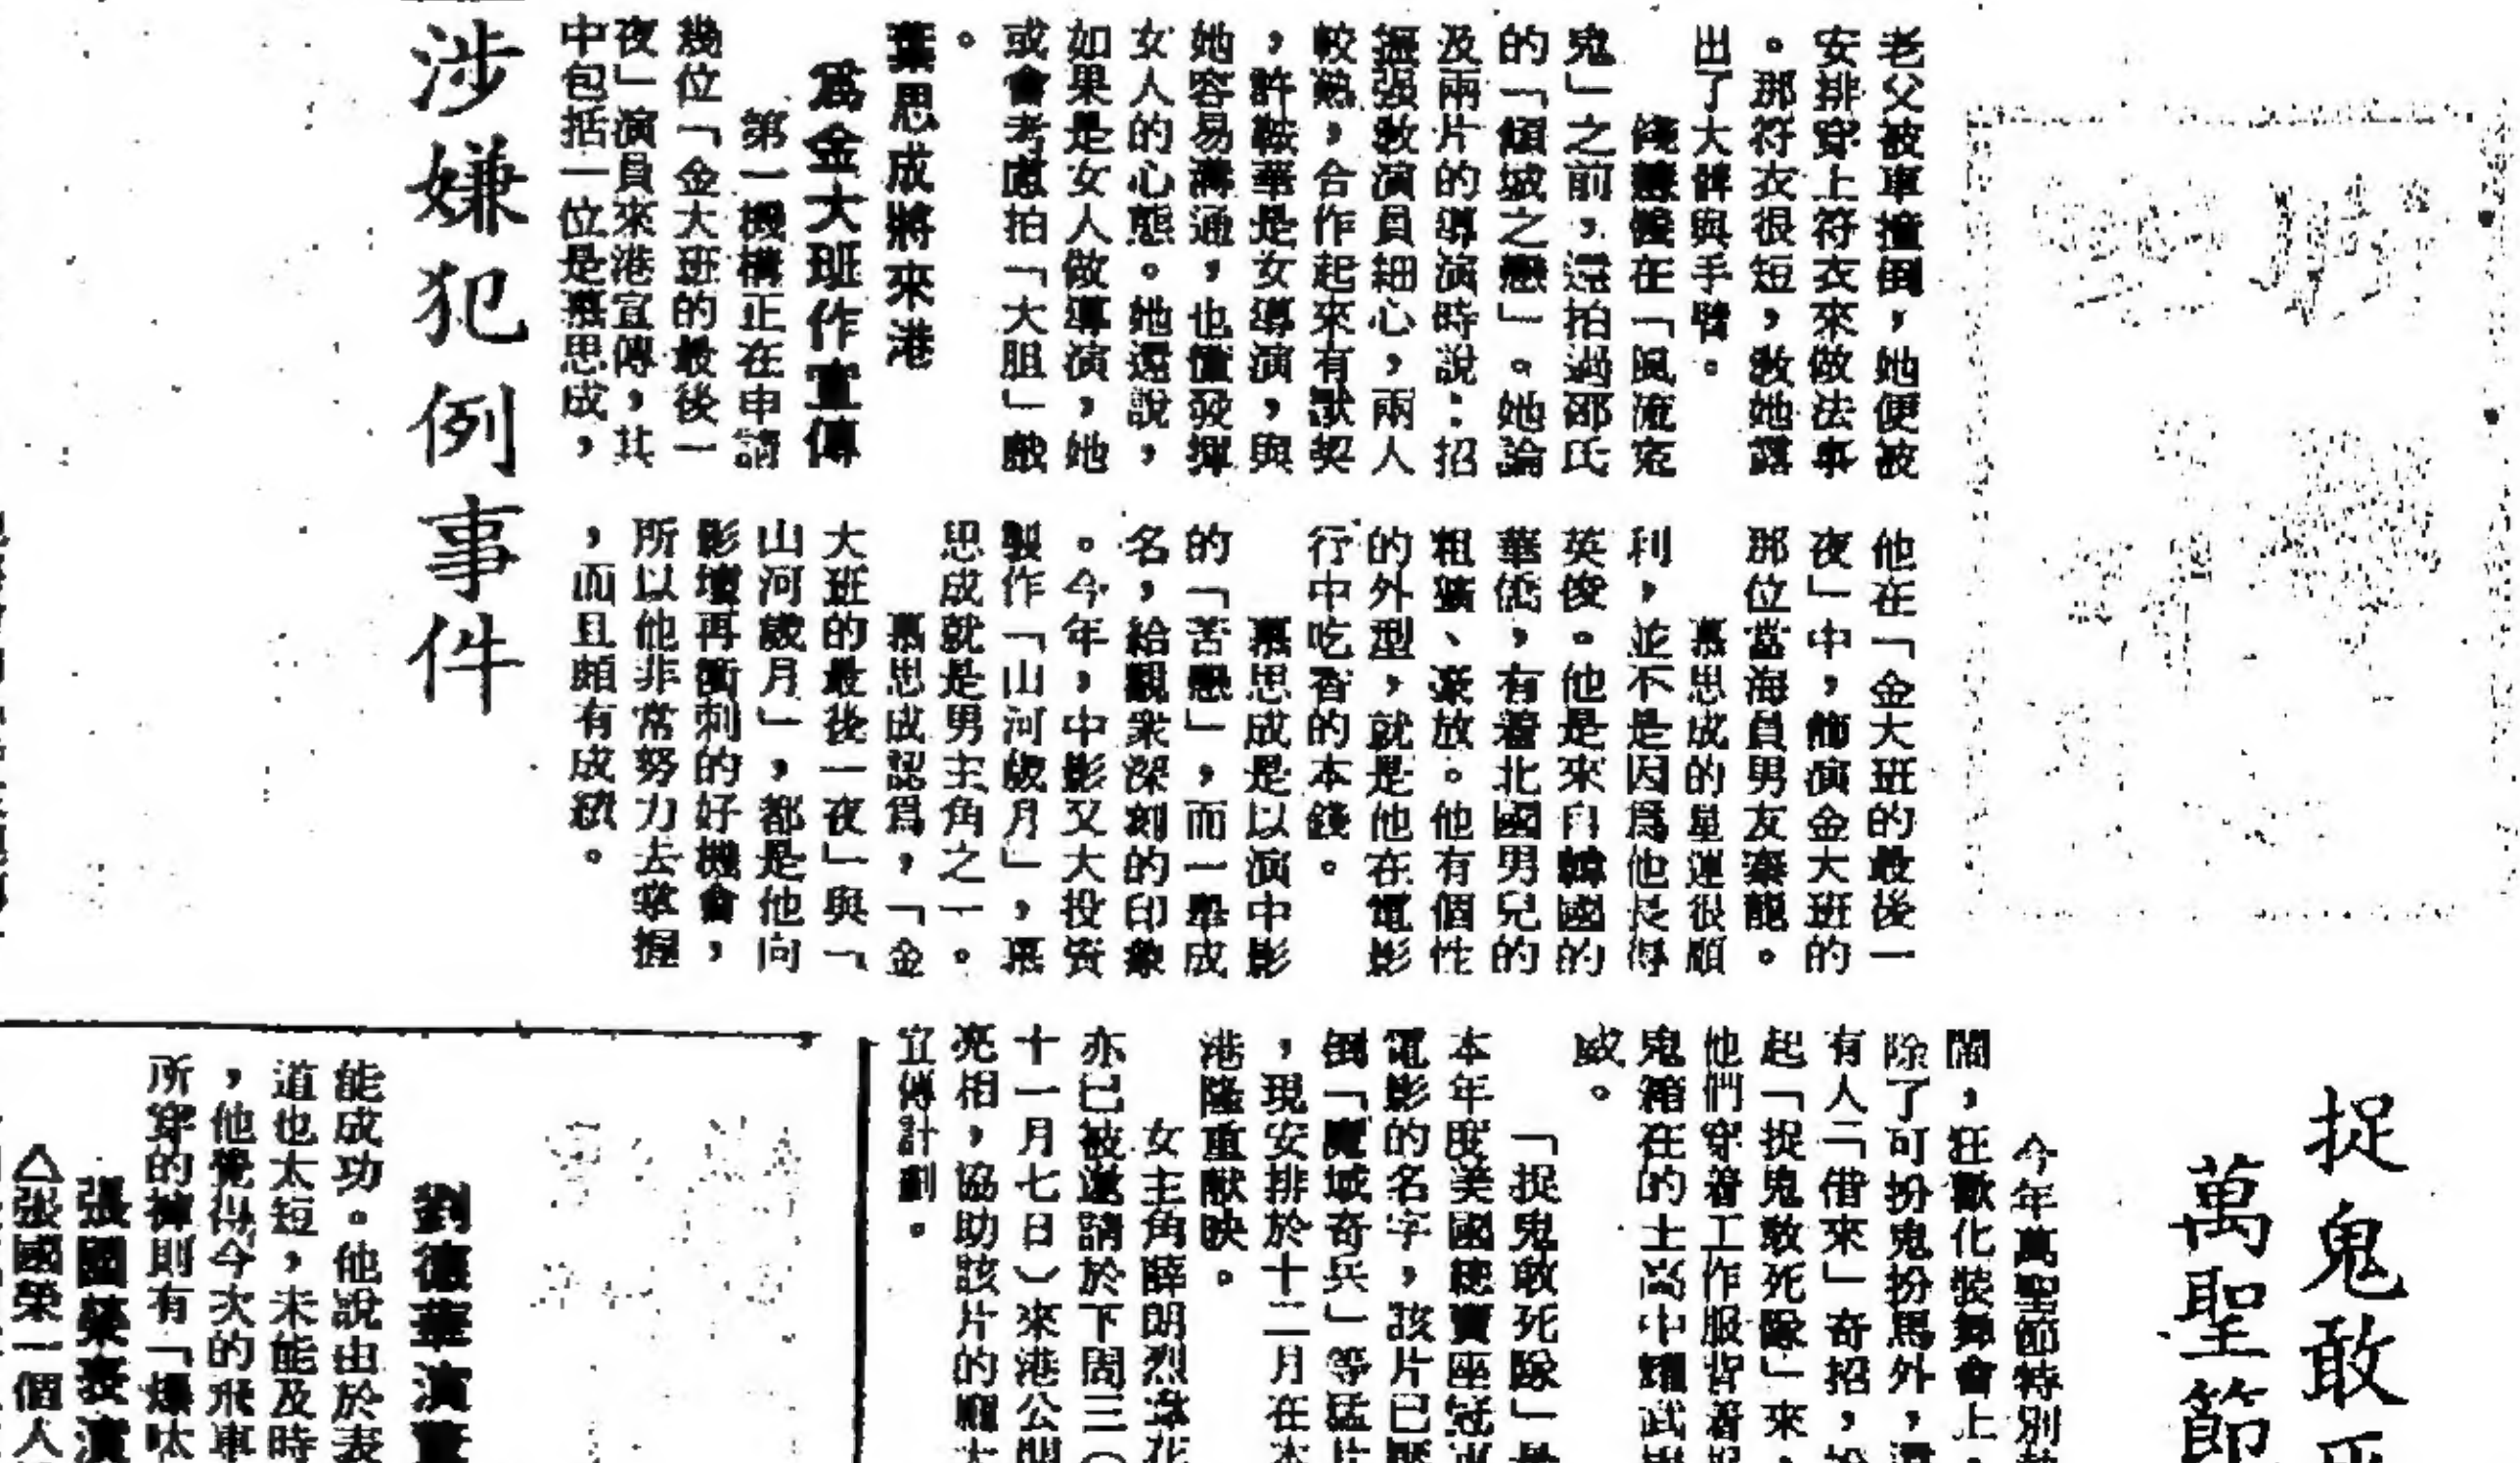 老父被車撞倒，她便被
安排穿上符衣來做法事
。那符衣很短，教她露
出了大髀與手臂。
在「風流冤
鬼」之前，還拍過邵氏
的「傾城之戀」。她論
及兩片的導演時說：招
振强教演員細心，兩人
較熟，合作起來有默契
，許鞍華是女導演，與
她容易溝通，也懂發揮
女人的心態。她還說，
如果是女人做導演，她
或會考慮拍「大胆」戲
。
慕思成將來港
爲金大班作宣傳
第一機構正在申請
幾位「金大班的最後一
夜」演員來港宣傳，其
中包括一位是慕思成，
他在「金大班的最後一
夜」中，飾演金大班的
那位當海員男友秦雄。
慕思成的星運很順
利，並不是因爲他長得
英俊。他是來自韓國的
華僑，有着北國男兒的
粗獷、豪放。他有個性
的外型，就是他在電影
行中吃香的本錢。
慕思成是以演中影
的「苦戀」，而一舉成
名，給觀衆深刻的印象
。今年，中影又大投資
製作「山河歲月」，慕
思成就是男主角之一。
慕思成認爲，「金
大班的最後一夜」與「
山河歲月」，都是他向
影壇再衝刺的好機會，
所以他非常努力去掌握
，而且頗有成績。
涉嫌犯例事件
捉鬼敢死
萬聖節
今年萬聖節特別
鬧，狂歡化裝舞會上，
除了可扮鬼扮馬外，還
有人「借來」奇招，扮
起「捉鬼敢死隊」來，
他們穿着工作服背着
鬼箱在的士高中耀武
威。
「捉鬼敢死隊」是
本年度美國總賣座冠
電影的名字，該片已壓
倒「魔域奇兵」等猛片
，現安排於十二月在本
港隆重獻映。
女主角薛朗烈韋花
亦已被邀請於下周三（
十一月七日）來港公開
亮相，協助該片的龐大
宣傳計劃。
劉德華演
能成功。他說由於表
道也太短，未能及時
，他覺得今次的飛車
所穿的褲則有「爆呔
張國榮表演
△張國榮一個人